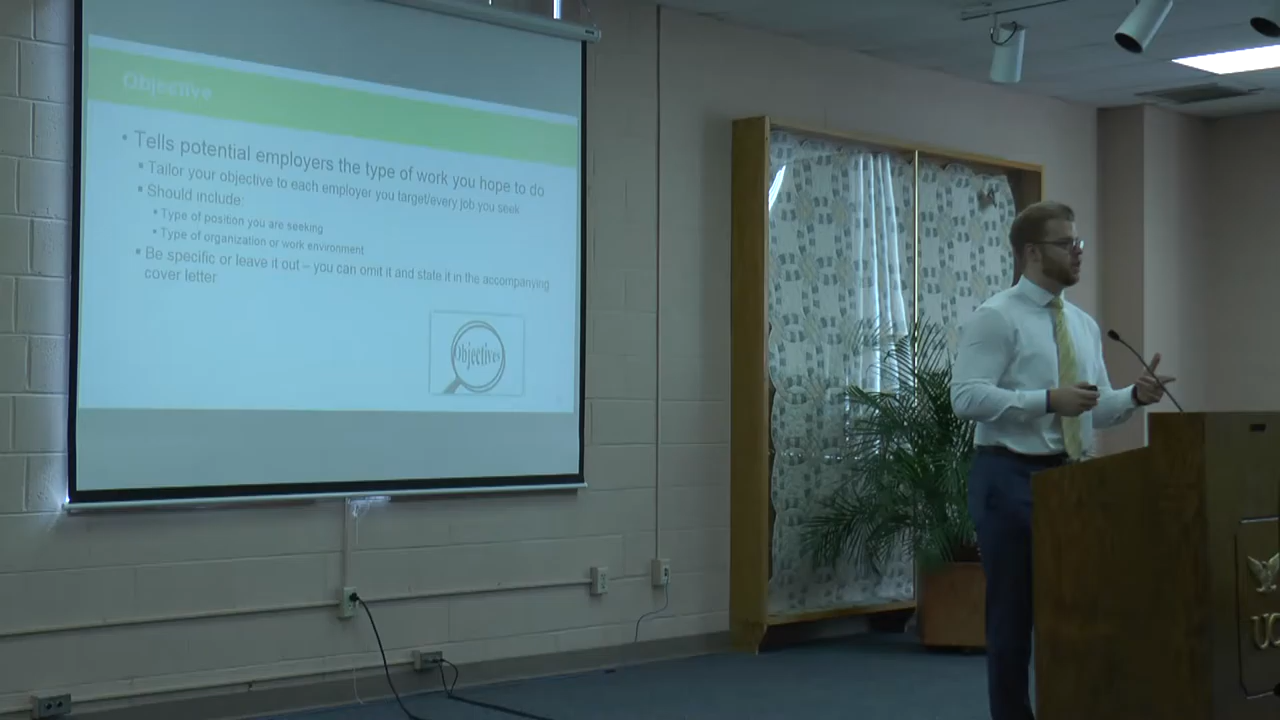 Objective
• Tells potential employers the type of work you hope to do
▪ Tailor your objective to each employer you target/every job you seek
▪ Should include:
• Type of position you are seeking
• Type of organization or work environment
▪ Be specific or leave it out – you can omit it and state it in the accompanying
cover letter
Objectives